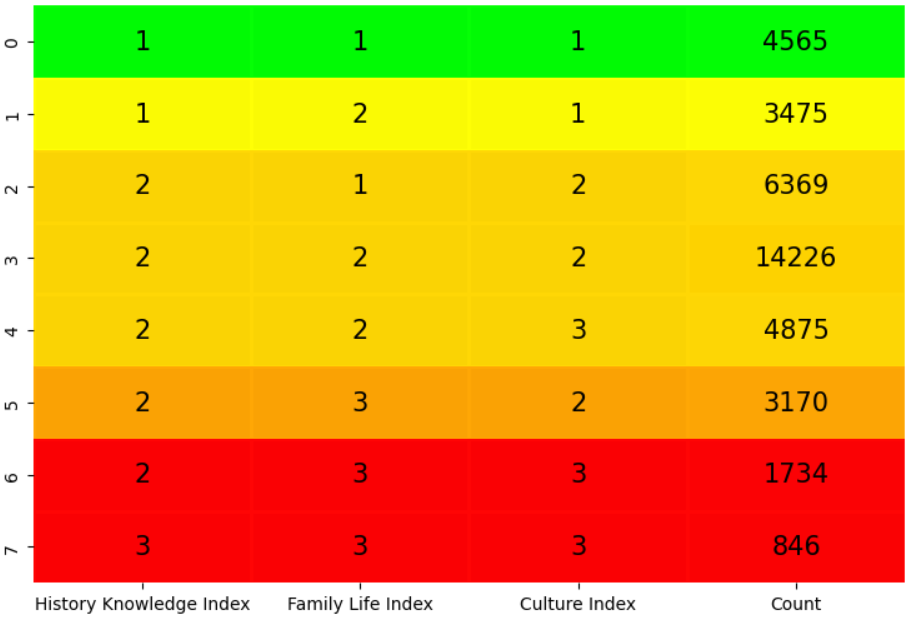 0 1 1 1 4565
1 1 2 1 3475
2 2 1 2 6369
3 2 2 2 14226
4 2 2 3 4875
5 2 3 2 3170
6 2 3 3 1734
7 3 3 3 846
History Knowledge Index Family Life Index Culture Index Count